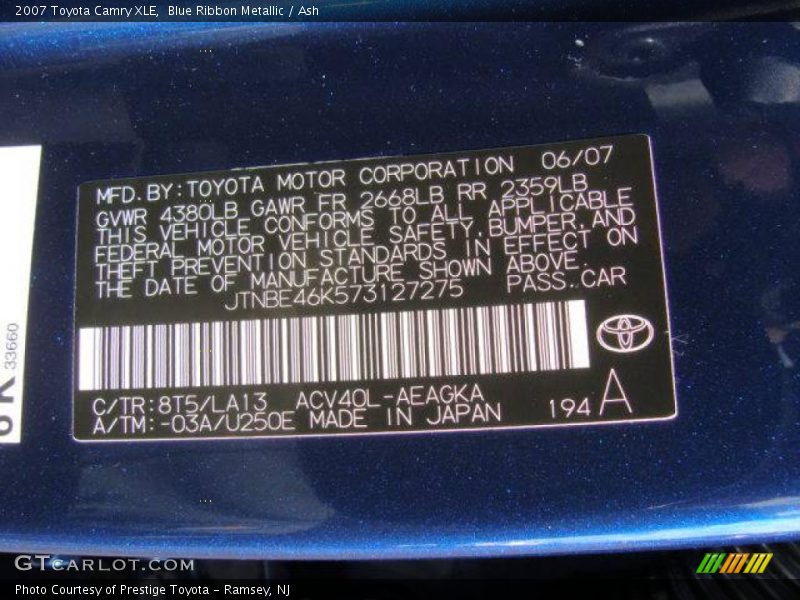 2007 Toyota Camry XLE,  Blue Ribbon Metallic / Ash
MFD. BY: TOYOTA MOTOR CORPORATION 06/07
GVWR 4380LB GAWR FR 2668LB RR 2359LB
THIS VEHICLE CONFORMS TO ALL APPLICABLE
FEDERAL MOTOR VEHICLE SAFETY, BUMPER, AND
THEFT PREVENTION STANDARDS IN EFFECT ON
THE DATE OF MANUFACTURE SHOWN ABOVE.
JTNBE46K573127275 PASS. CAR
C/TR: 8T5/LA13 ACV40L-AEAGKA
A/TM: -03A/U250E MADE IN JAPAN 194 A
33660
GTCARLOT.COM
Photo Courtesy of Prestige Toyota - Ramsey, NJ